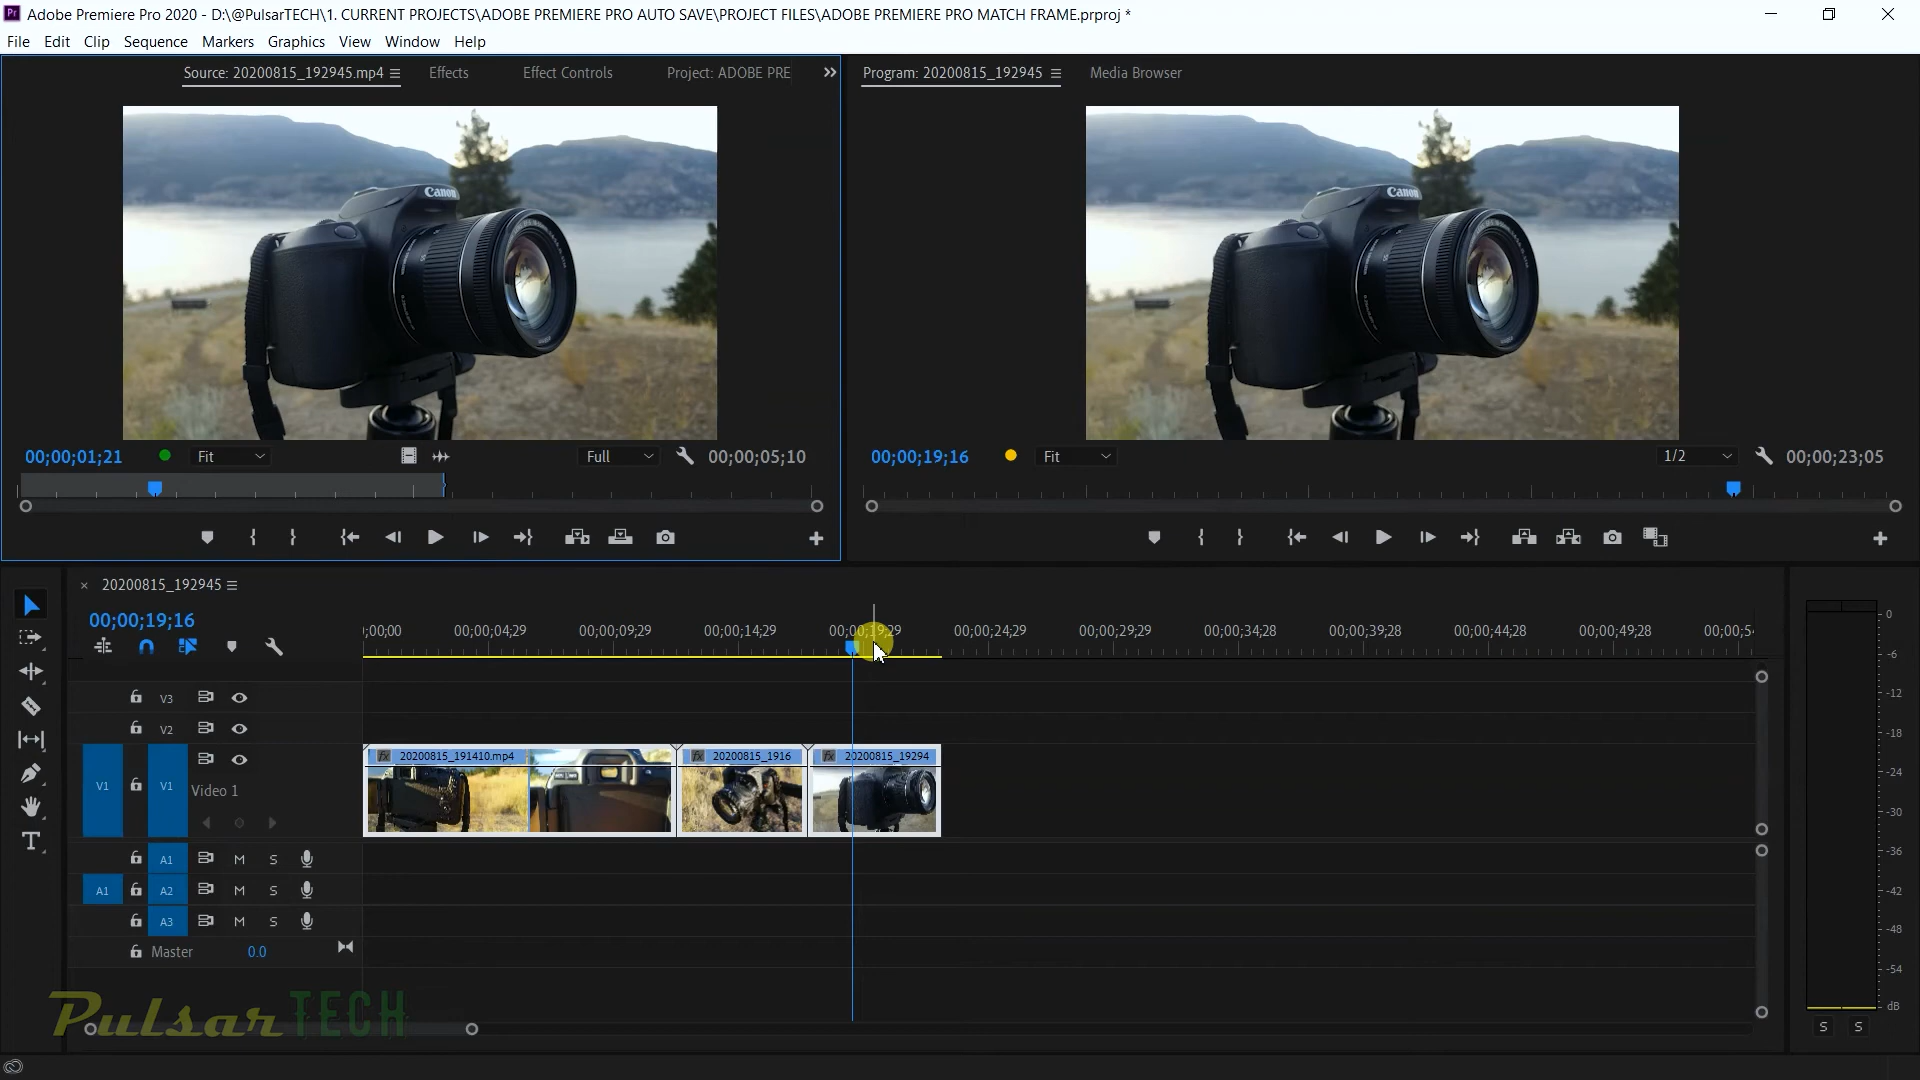 Pr Adobe Premiere Pro 2020 - D:\@PulsarTECH\1. CURRENT PROJECTS\ADOBE PREMIERE PRO AUTO SAVE\PROJECT FILES\ADOBE PREMIERE PRO MATCH FRAME.prproj *
File Edit Clip Sequence Markers Graphics View Window Help
Source: 20200815_192945.mp4 Effects Effect Controls Project: ADOBE PRE
Program: 20200815_192945 Media Browser
Canon
Canon
00;00;01;21 Fit Full 00;00;05;10
00;00;19;16 Fit 1/2 00;00;23;05
× 20200815_192945
00;00;19;16
;00;00 00;00;04;29 00;00;09;29 00;00;14;29 00;00;19;29 00;00;24;29 00;00;29;29 00;00;34;28 00;00;39;28 00;00;44;28 00;00;49;28 00;00;54
V3
V2
V1 V1 Video 1
fx 20200815_191410.mp4 fx 20200815_1916 fx 20200815_19294
A1 M S
A1 A2 M S
A3 M S
Master 0.0
PulsarTECH
T
0
-6
-12
-18
-24
-30
-36
-42
-48
-54
dB
S S